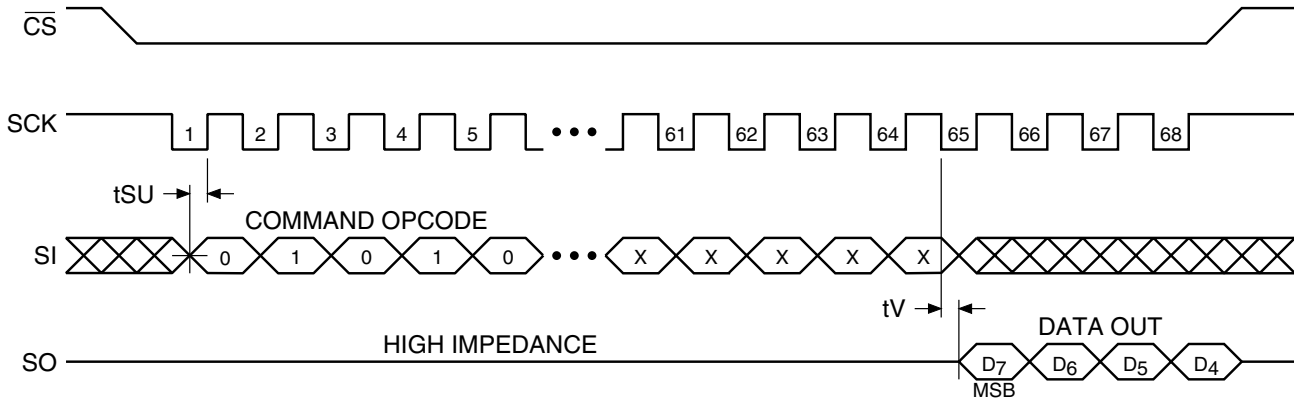 CS
SCK 1 2 3 4 5 ••• 61 62 63 64 65 66 67 68
tSU
COMMAND OPCODE
SI 0 1 0 1 0 ••• X X X X X
tV
DATA OUT
HIGH IMPEDANCE
SO D7 D6 D5 D4
MSB